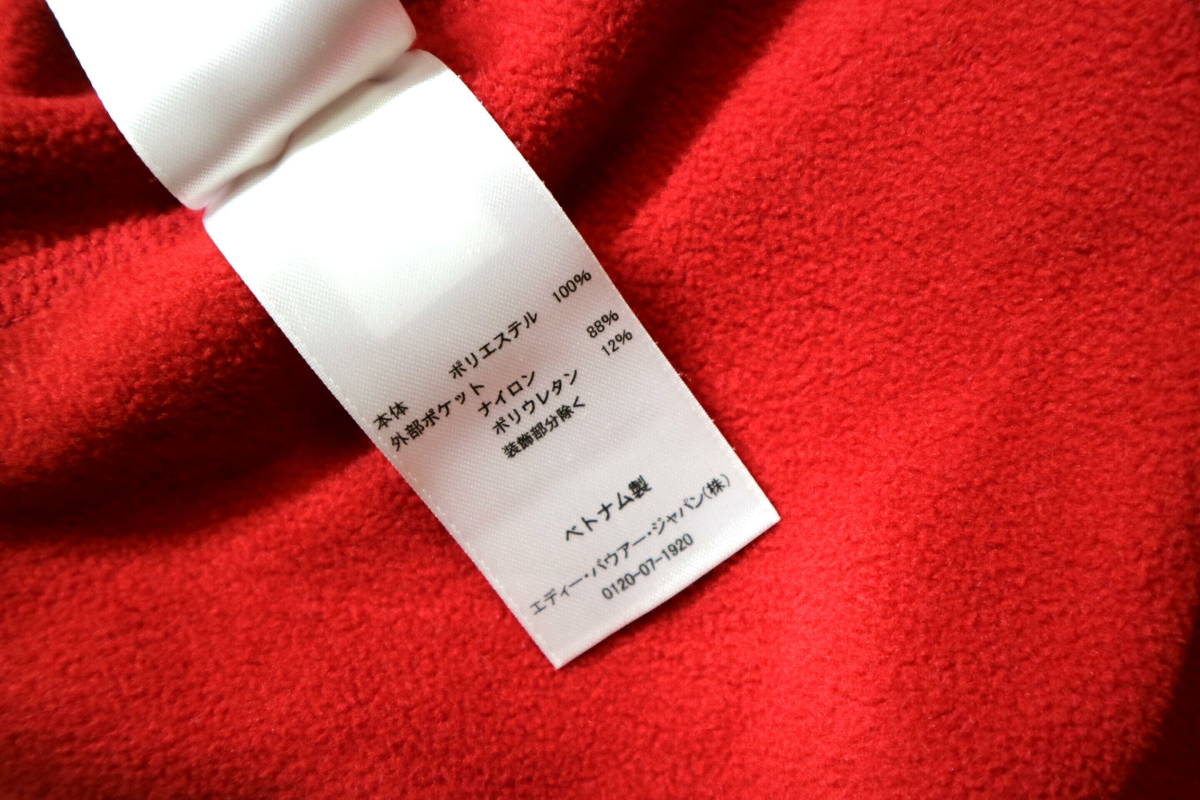 本体 ポリエステル 100%
外部ポケット ナイロン 88%
ポリウレタン 12%
装飾部分除く
ベトナム製
エディー・バウアー・ジャパン(株)
0120-07-1920